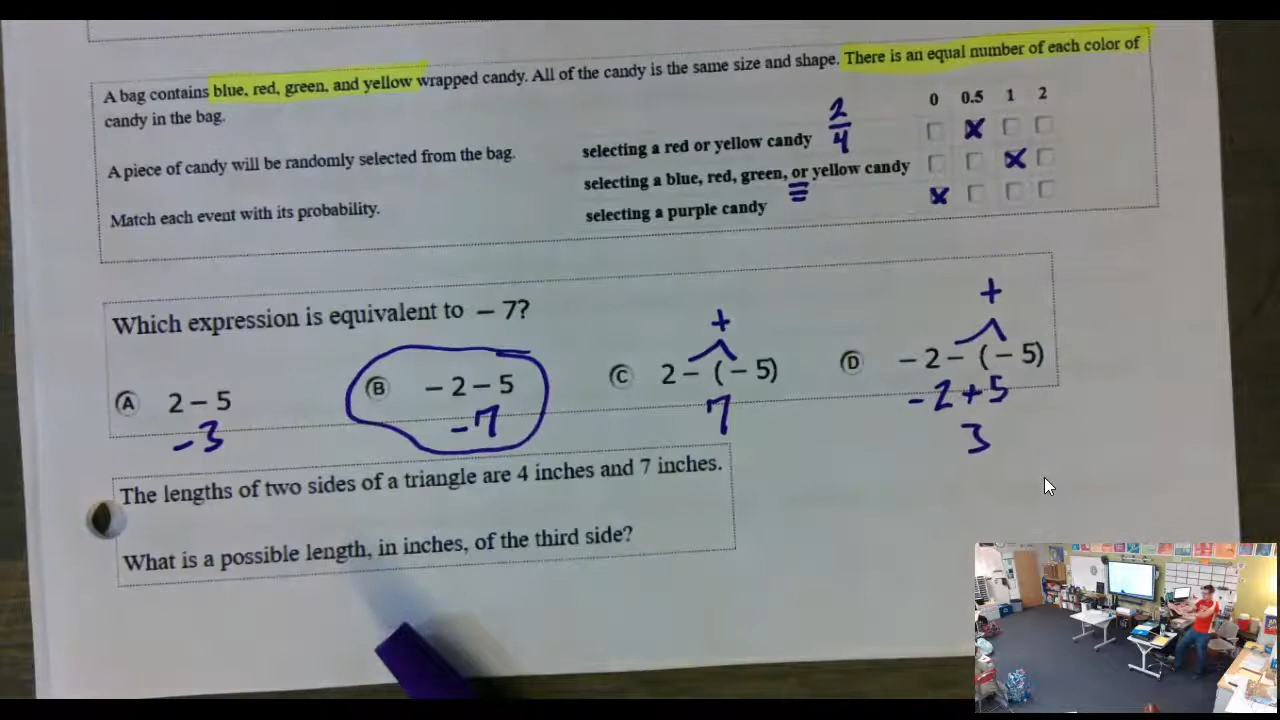 A bag contains blue, red, green, and yellow wrapped candy. All of the candy is the same size and shape. There is an equal number of each color of
candy in the bag.
0 0.5 1 2
A piece of candy will be randomly selected from the bag.
selecting a red or yellow candy 2/4
selecting a blue, red, green, or yellow candy
Match each event with its probability.
selecting a purple candy
Which expression is equivalent to – 7?
+ +
A 2 – 5 B – 2 – 5 C 2 – (– 5) D – 2 – (– 5)
-3 -7 7 -2+5
3
The lengths of two sides of a triangle are 4 inches and 7 inches.
What is a possible length, in inches, of the third side?